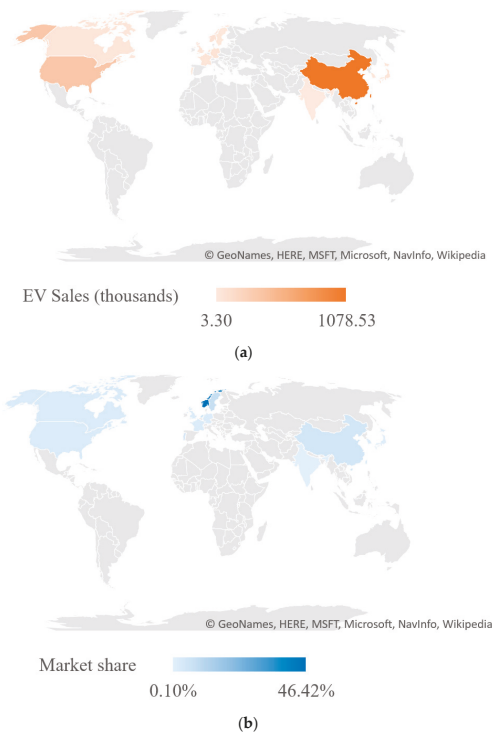 © GeoNames, HERE, MSFT, Microsoft, NavInfo, Wikipedia
EV Sales (thousands)
3.30 1078.53
(a)
© GeoNames, HERE, MSFT, Microsoft, NavInfo, Wikipedia
Market share
0.10% 46.42%
(b)